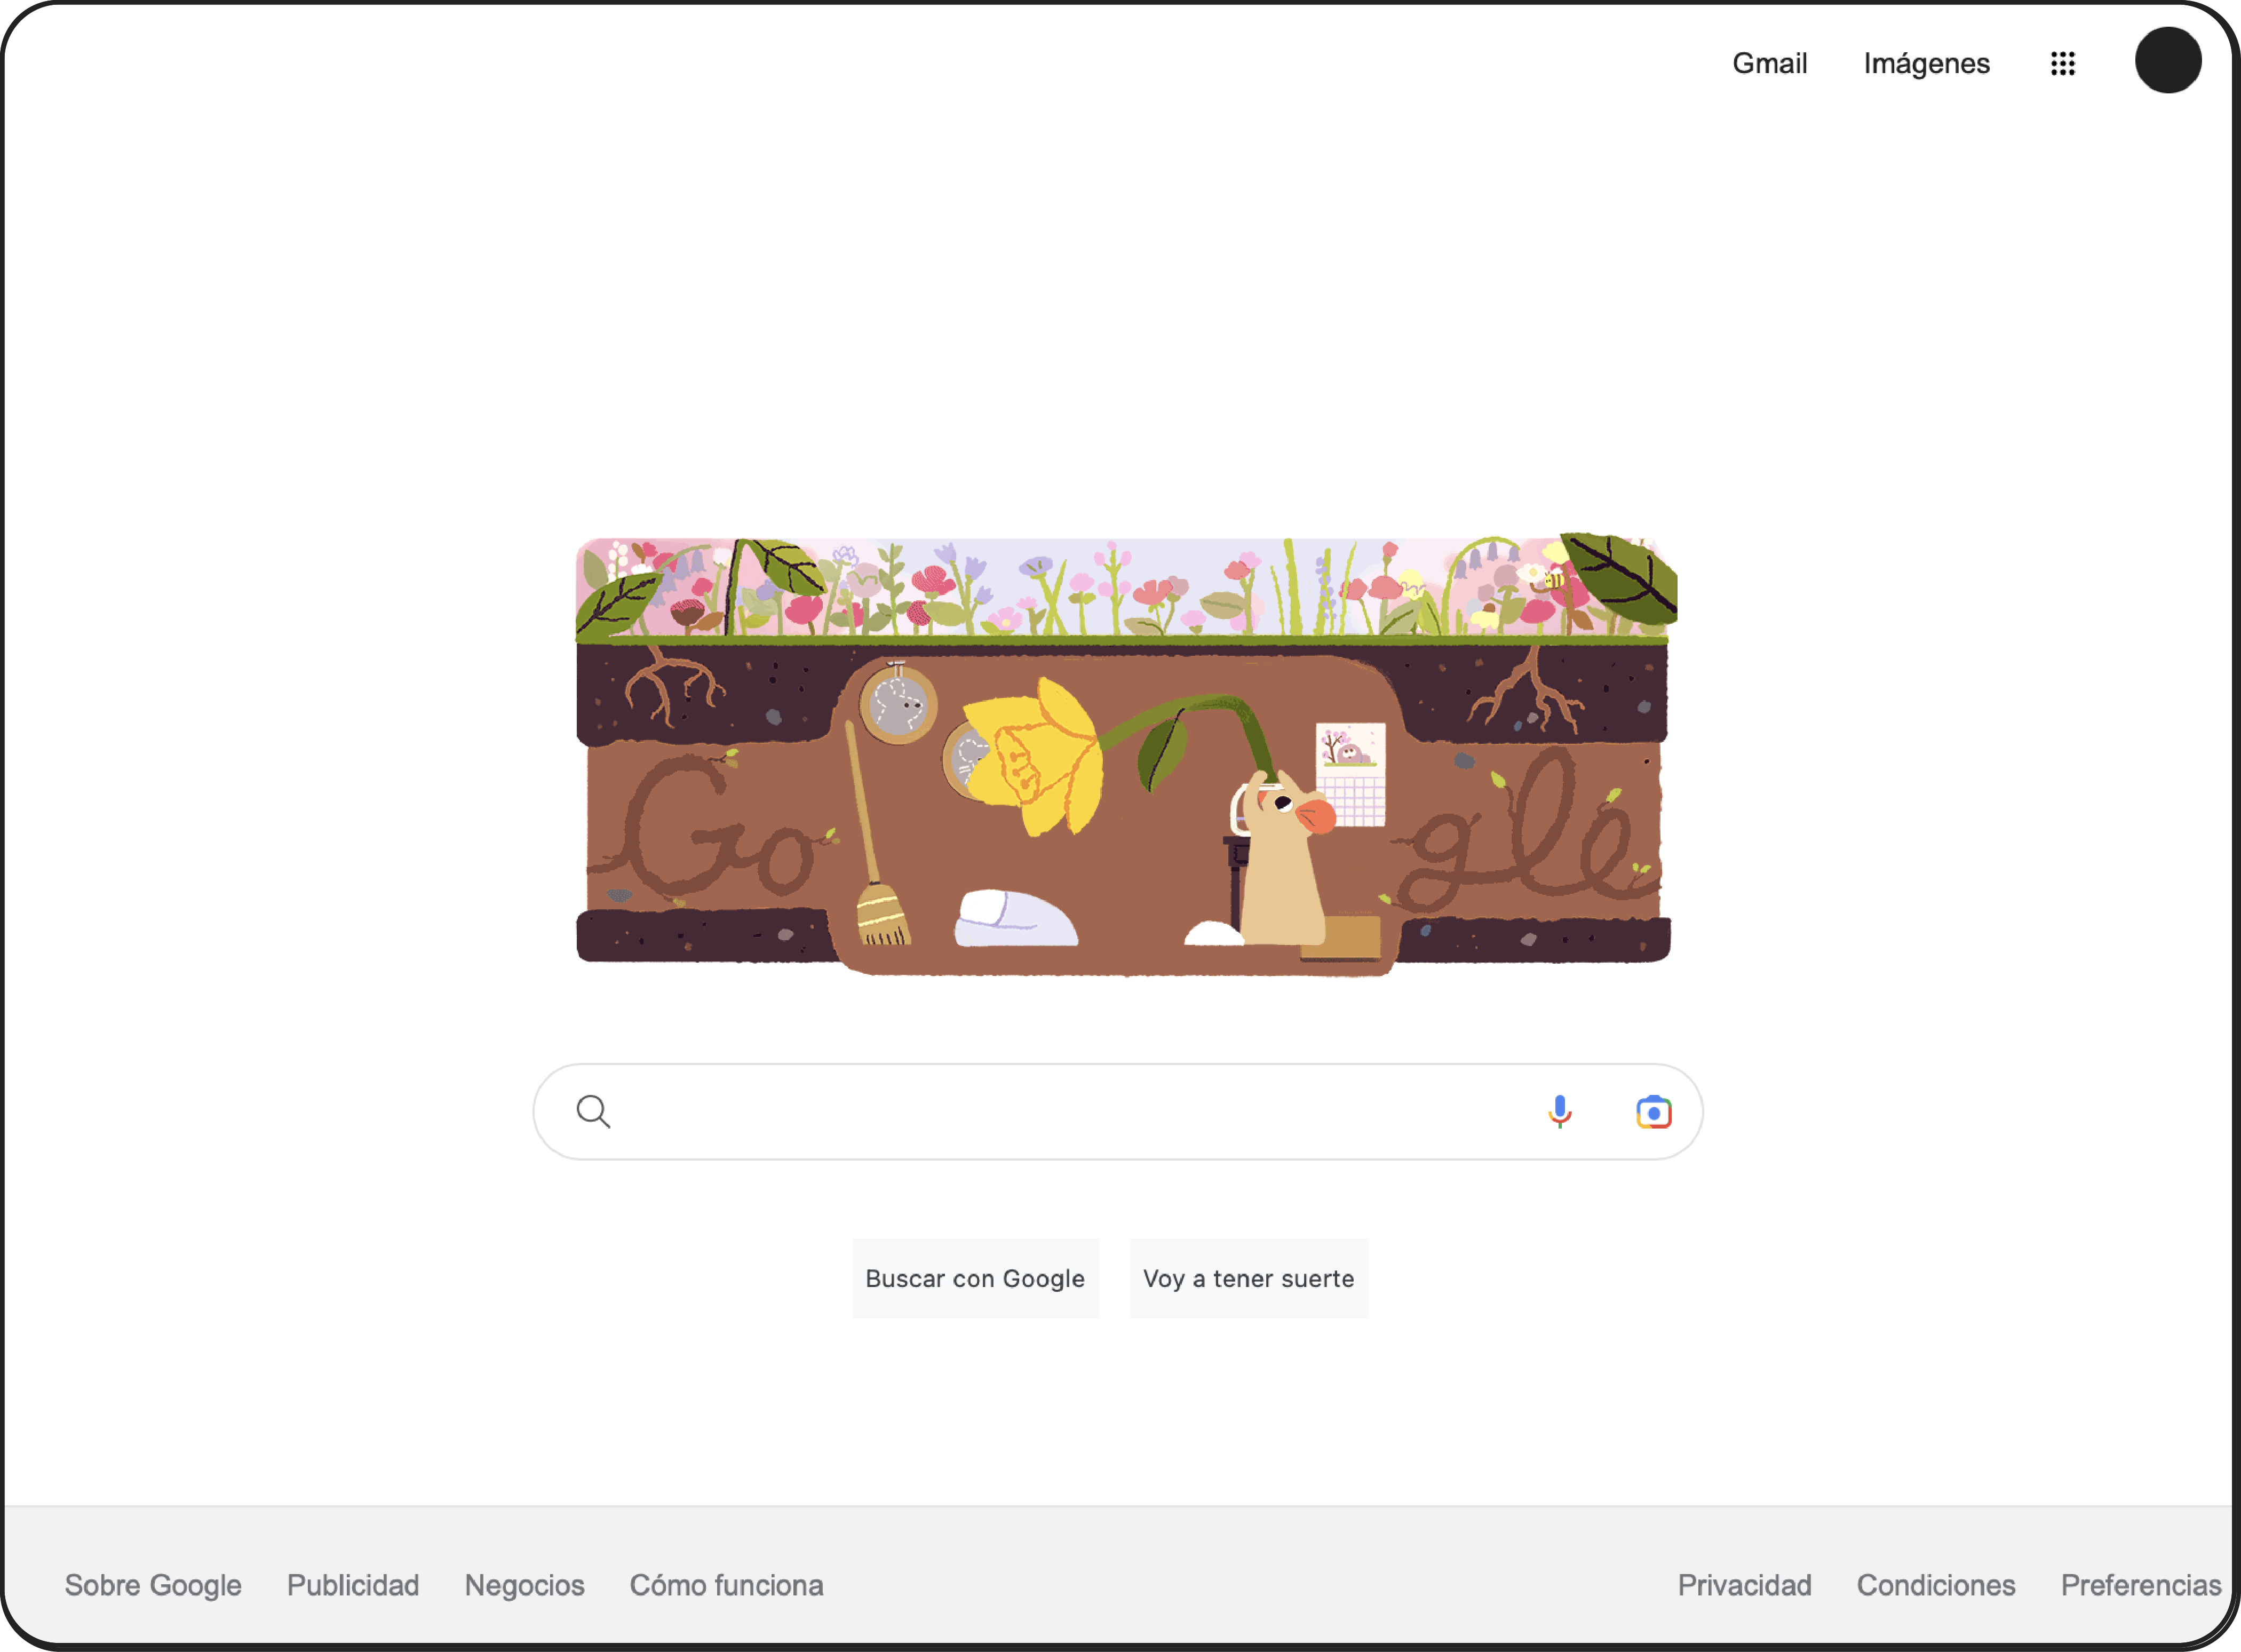 Gmail Imágenes
Go gle
Buscar con Google Voy a tener suerte
Sobre Google Publicidad Negocios Cómo funciona Privacidad Condiciones Preferencias